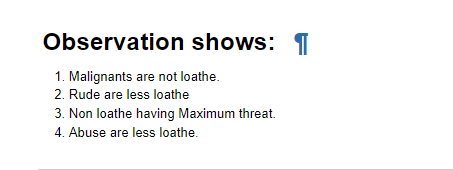 Observation shows: ¶
1. Malignants are not loathe.
2. Rude are less loathe
3. Non loathe having Maximum threat.
4. Abuse are less loathe.